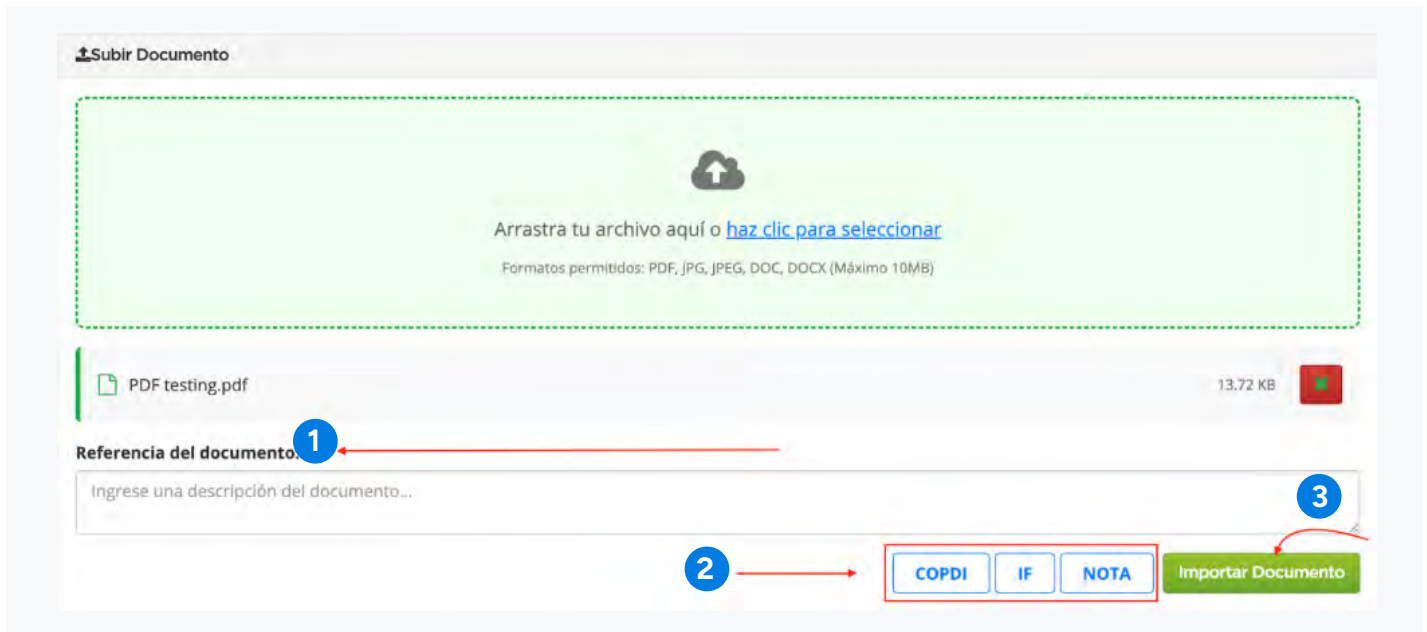 Subir Documento
Arrastra tu archivo aquí o haz clic para seleccionar
Formatos permitidos: PDF, JPG, JPEG, DOC, DOCX (Máximo 10MB)
PDF testing.pdf
13.72 KB
1
Referencia del documento:
Ingrese una descripción del documento...
3
2
COPDI
IF
NOTA
Importar Documento